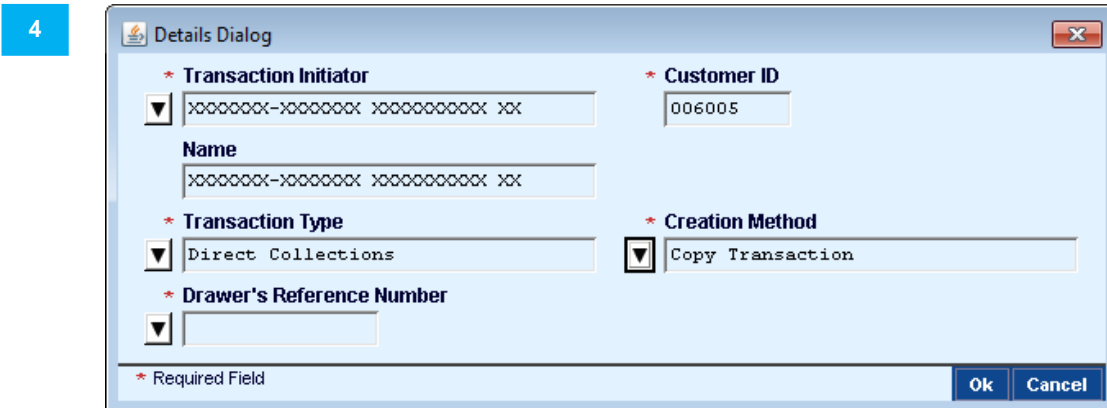 4
Details Dialog
* Transaction Initiator * Customer ID
XXXXXXX-XXXXXXX XXXXXXXXXX XX 006005
Name
XXXXXXX-XXXXXXX XXXXXXXXXX XX
* Transaction Type * Creation Method
Direct Collections Copy Transaction
* Drawer's Reference Number
* Required Field Ok Cancel